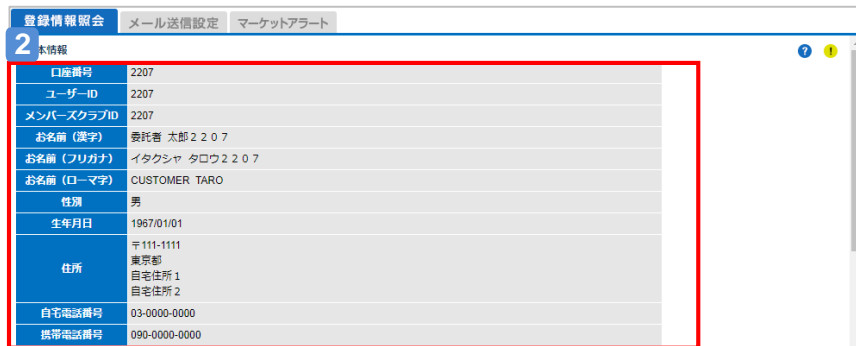 登録情報照会 メール送信設定 マーケットアラート
2 本情報 ? !
口座番号 2207
ユーザーID 2207
メンバーズクラブID 2207
お名前（漢字） 委託者 太郎２２０７
お名前（フリガナ） イタクシャ タロウ２２０７
お名前（ローマ字） CUSTOMER TARO
性別 男
生年月日 1967/01/01
住所 〒111-1111
東京都
自宅住所１
自宅住所２
自宅電話番号 03-0000-0000
携帯電話番号 090-0000-0000